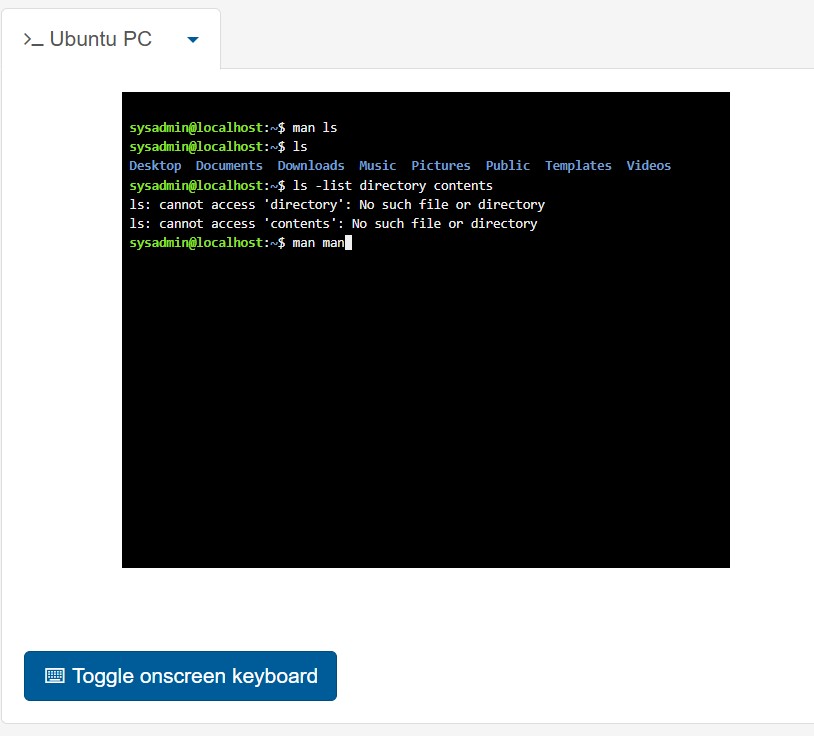 >_ Ubuntu PC
sysadmin@localhost:~$ man ls
sysadmin@localhost:~$ ls
Desktop  Documents  Downloads  Music  Pictures  Public  Templates  Videos
sysadmin@localhost:~$ ls -list directory contents
ls: cannot access 'directory': No such file or directory
ls: cannot access 'contents': No such file or directory
sysadmin@localhost:~$ man man
Toggle onscreen keyboard